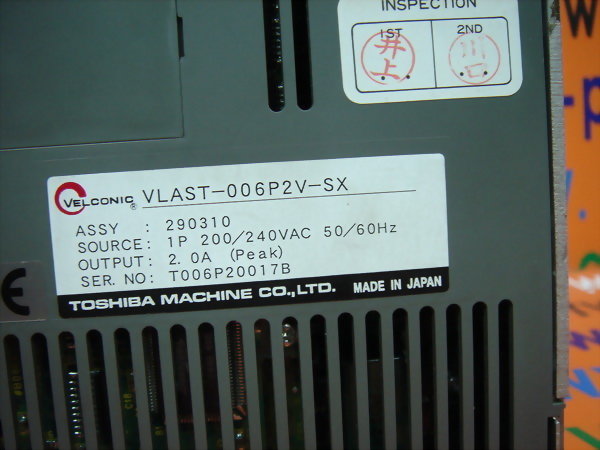 INSPECTION
1ST 2ND
井上 川口
VELCONIC® VLAST-006P2V-SX
ASSY : 290310
SOURCE: 1P 200/240VAC 50/60Hz
OUTPUT: 2.0A (Peak)
SER. NO: T006P20017B
CE
TOSHIBA MACHINE CO.,LTD. MADE IN JAPAN